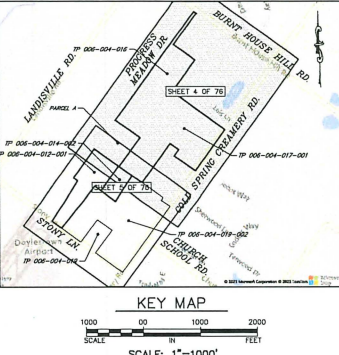 BURNT HOUSE HILL RD.
TP 006-004-016
PROGRESS
MEADOW DR
LANDISVILLE RD.
SHEET 4 OF 76
PARCEL A
TP 006-004-014-002
TP 006-004-012-001
TP 006-004-017-001
COLD SPRING CREAMERY RD.
SHEET 5 OF 76
STONY LN.
TP 006-004-019-002
Doylestown
Airport
CHURCH
SCHOOL RD.
TP 006-004-012
© 2023 Microsoft Corporation
KEY MAP
1000 00 1000 2000
SCALE IN FEET
SCALE: 1"=1000'